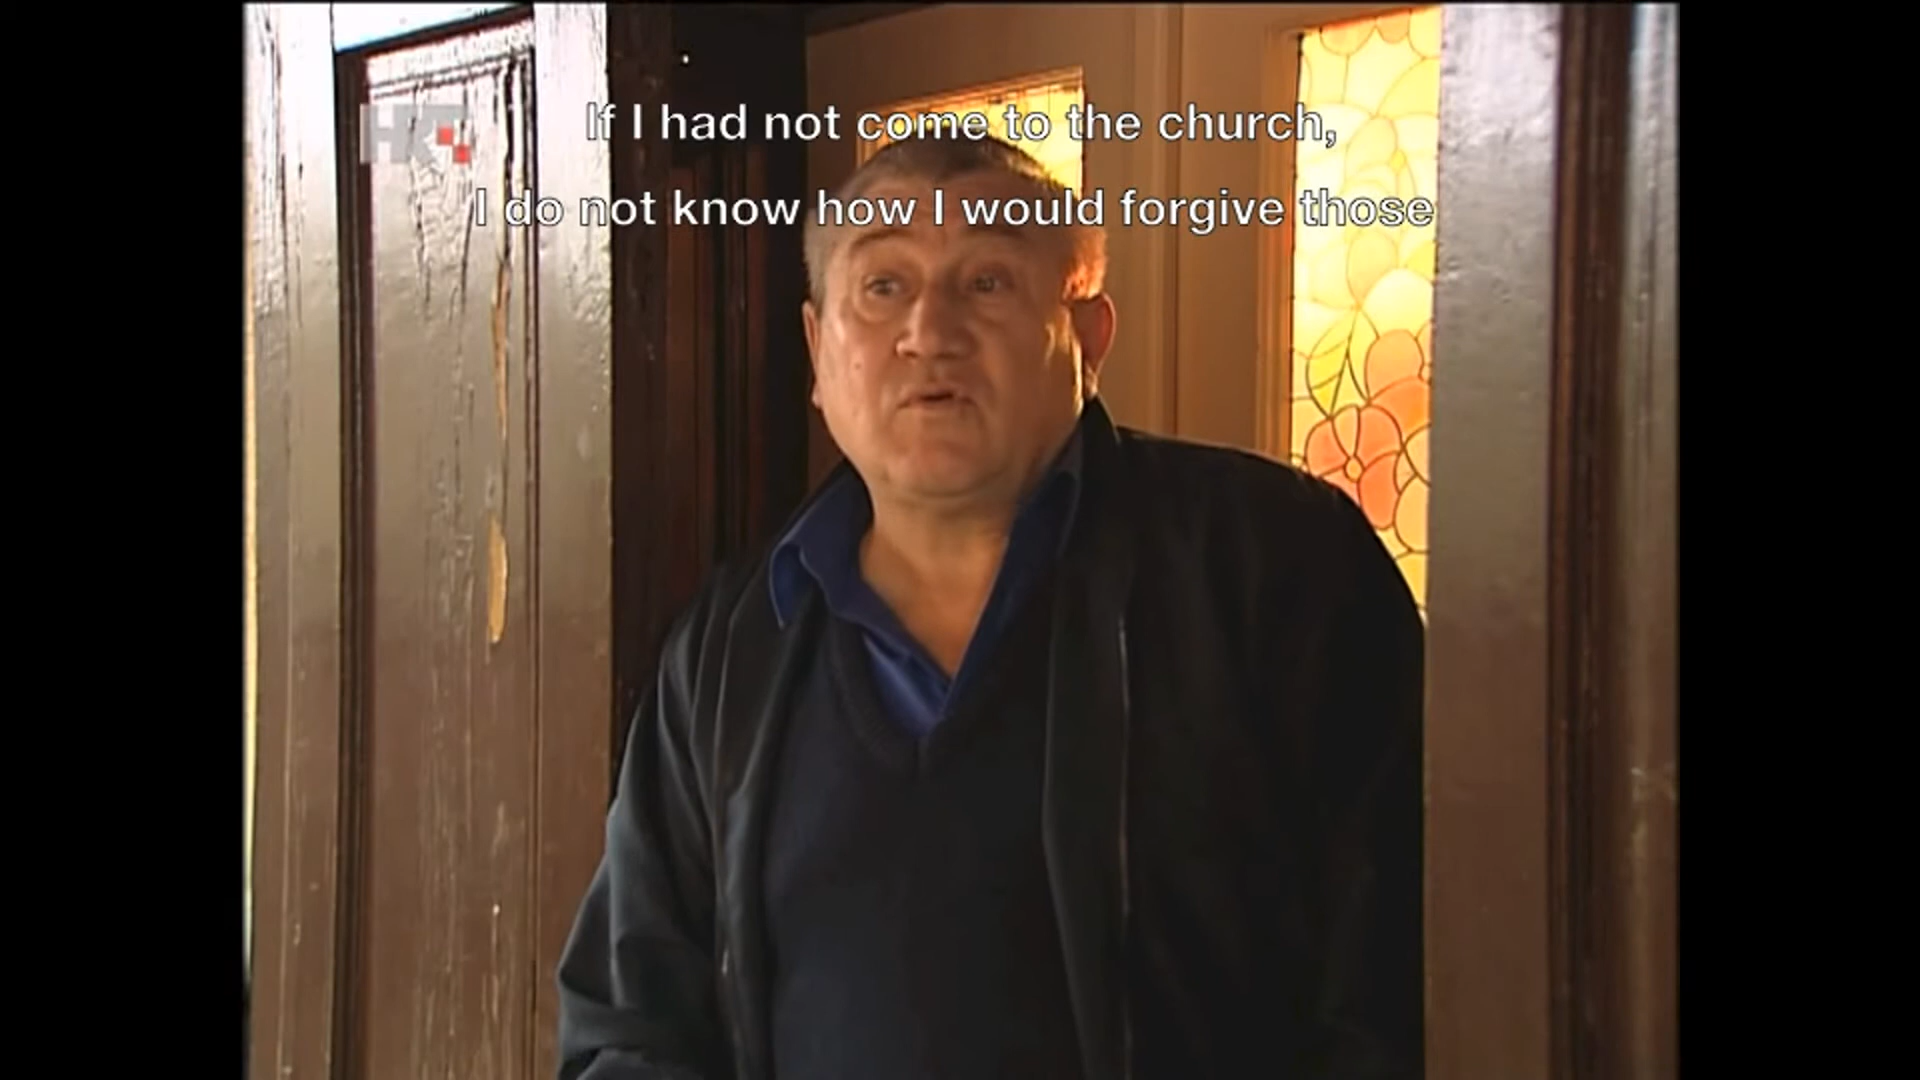 HRT
If I had not come to the church,
I do not know how I would forgive those